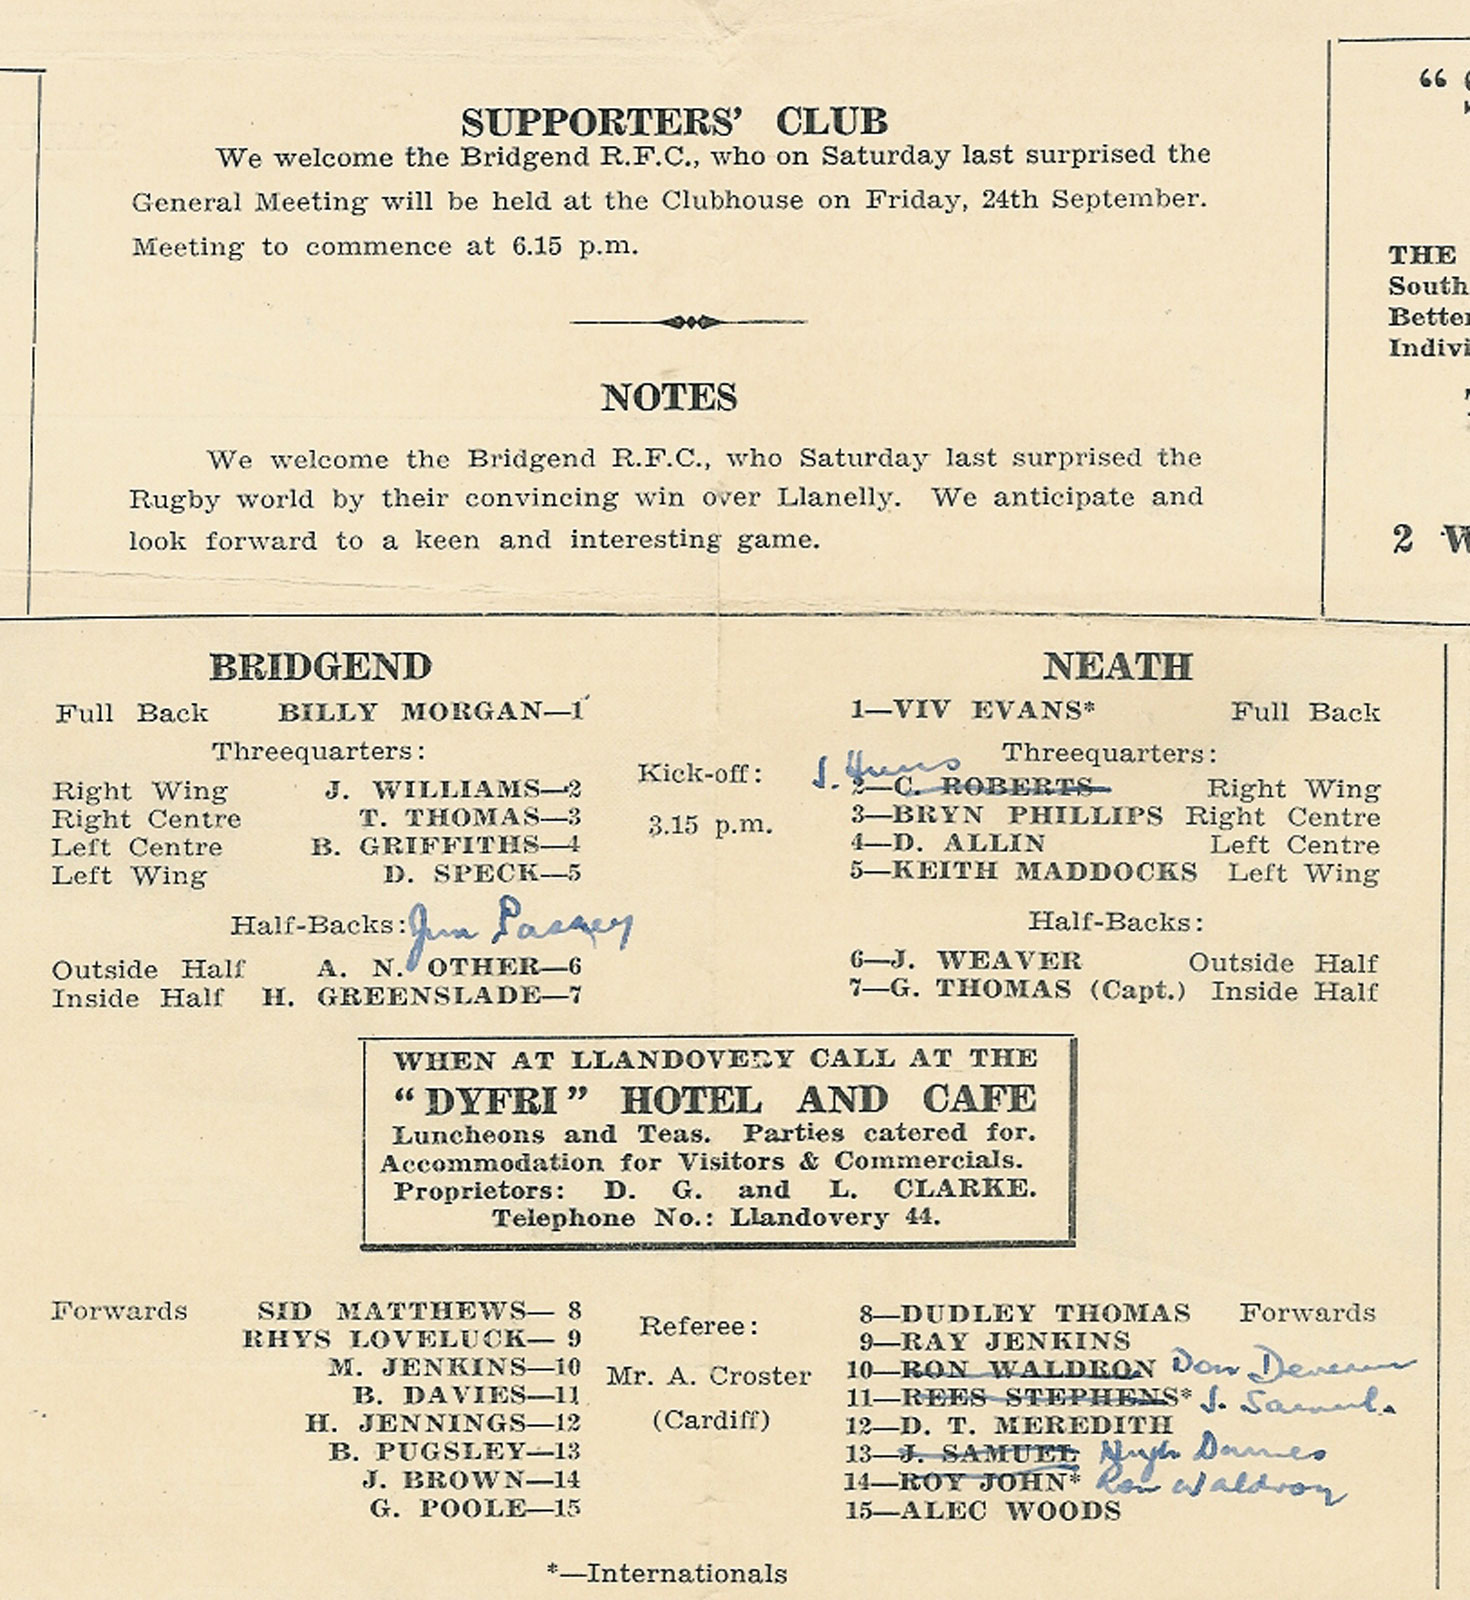 SUPPORTERS' CLUB
We welcome the Bridgend R.F.C., who on Saturday last surprised the
General Meeting will be held at the Clubhouse on Friday, 24th September.
Meeting to commence at 6.15 p.m.
NOTES
We welcome the Bridgend R.F.C., who Saturday last surprised the
Rugby world by their convincing win over Llanelly. We anticipate and
look forward to a keen and interesting game.
THE
South
Better
Indivi
2 W
BRIDGEND
Full Back BILLY MORGAN—1
Threequarters:
Right Wing J. WILLIAMS—2
Right Centre T. THOMAS—3
Left Centre B. GRIFFITHS—4
Left Wing D. SPECK—5
Half-Backs: Jim Passey
Outside Half A. N. OTHER—6
Inside Half H. GREENSLADE—7
Kick-off:
3.15 p.m.
NEATH
1—VIV EVANS* Full Back
Threequarters:
J.
2—C. ROBERTS Right Wing
3—BRYN PHILLIPS Right Centre
4—D. ALLIN Left Centre
5—KEITH MADDOCKS Left Wing
Half-Backs:
6—J. WEAVER Outside Half
7—G. THOMAS (Capt.) Inside Half
WHEN AT LLANDOVERY CALL AT THE
"DYFRI" HOTEL AND CAFE
Luncheons and Teas. Parties catered for.
Accommodation for Visitors & Commercials.
Proprietors: D. G. and L. CLARKE.
Telephone No.: Llandovery 44.
Forwards SID MATTHEWS— 8
RHYS LOVELUCK— 9
M. JENKINS—10
B. DAVIES—11
H. JENNINGS—12
B. PUGSLEY—13
J. BROWN—14
G. POOLE—15
Referee:
Mr. A. Croster
(Cardiff)
8—DUDLEY THOMAS Forwards
9—RAY JENKINS
10—RON WALDRON Don
11—REES STEPHENS* J. Samuel.
12—D. T. MEREDITH
13—J. SAMUEL Hugh Davies
14—ROY JOHN* Ron Waldron
15—ALEC WOODS
*—Internationals